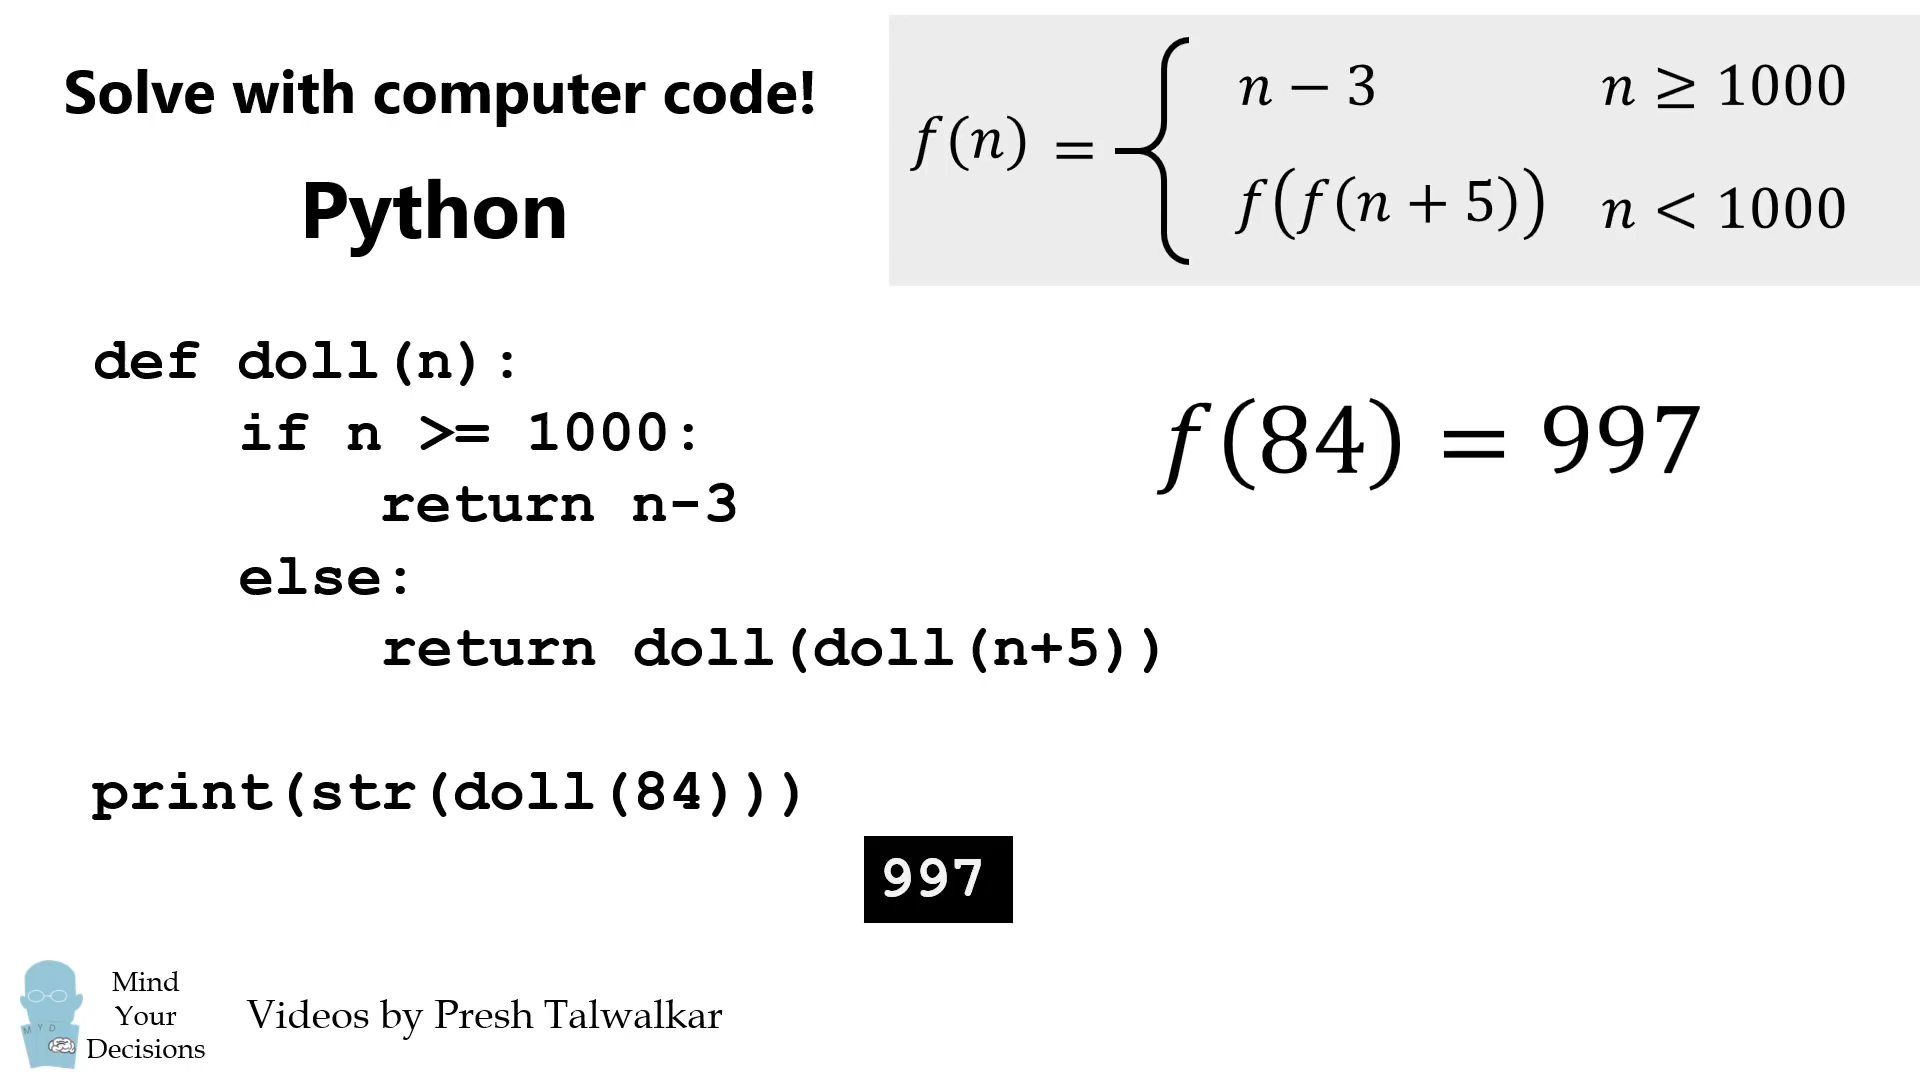 Solve with computer code!
Python
f(n) = { n − 3 n ≥ 1000
f(f(n + 5)) n < 1000
def doll(n):
if n >= 1000:
return n-3
else:
return doll(doll(n+5))
print(str(doll(84)))
997
f(84) = 997
M Y D
Mind
Your
Decisions
Videos by Presh Talwalkar